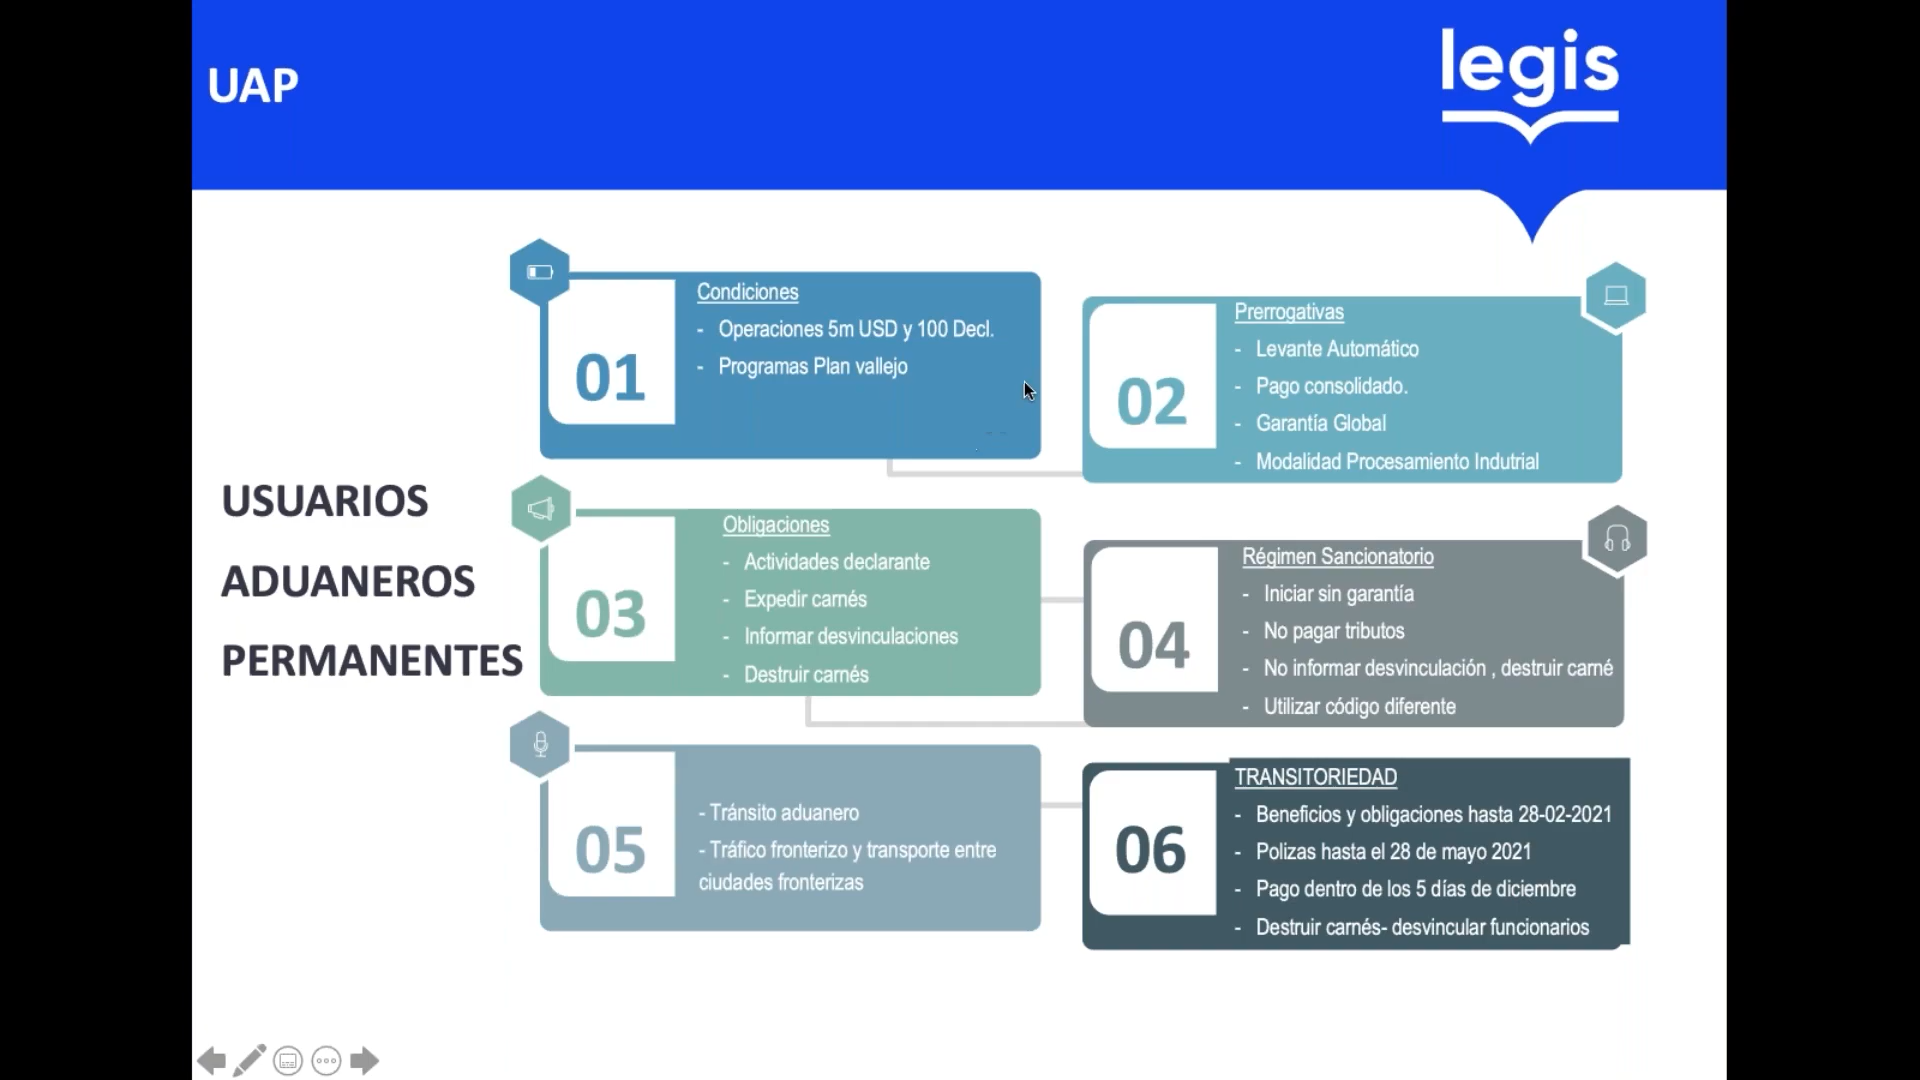 UAP
legis
USUARIOS
ADUANEROS
PERMANENTES
01
Condiciones
- Operaciones 5m USD y 100 Decl.
- Programas Plan vallejo
02
Prerrogativas
- Levante Automático
- Pago consolidado.
- Garantía Global
- Modalidad Procesamiento Indutrial
03
Obligaciones
- Actividades declarante
- Expedir carnés
- Informar desvinculaciones
- Destruir carnés
04
Régimen Sancionatorio
- Iniciar sin garantía
- No pagar tributos
- No informar desvinculación , destruir carné
- Utilizar código diferente
05
- Tránsito aduanero
- Tráfico fronterizo y transporte entre
ciudades fronterizas
06
TRANSITORIEDAD
- Beneficios y obligaciones hasta 28-02-2021
- Polizas hasta el 28 de mayo 2021
- Pago dentro de los 5 días de diciembre
- Destruir carnés- desvincular funcionarios